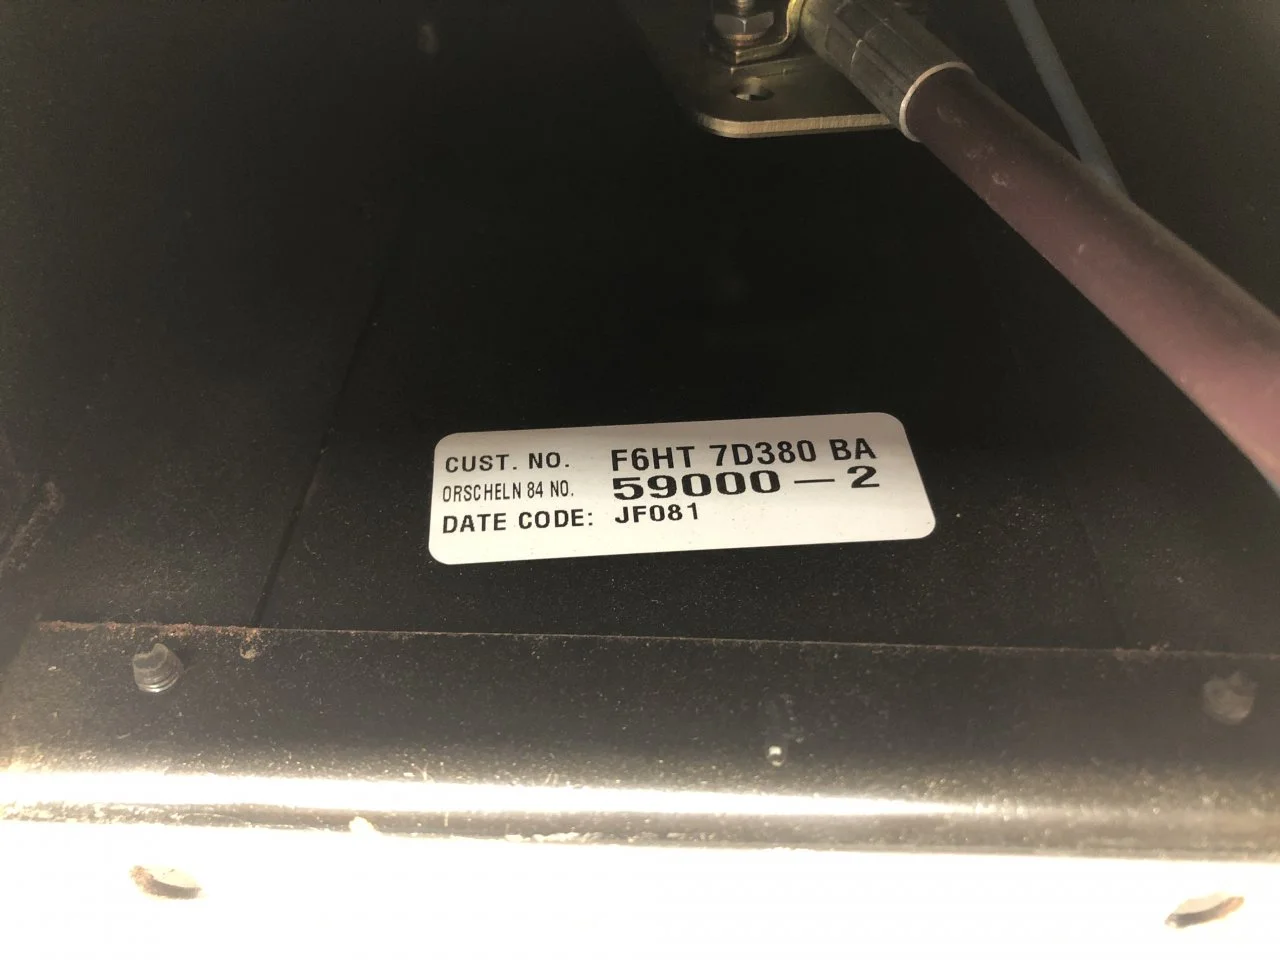 CUST. NO. F6HT 7D380 BA
ORSCHELN 84 NO. 59000-2
DATE CODE: JF081